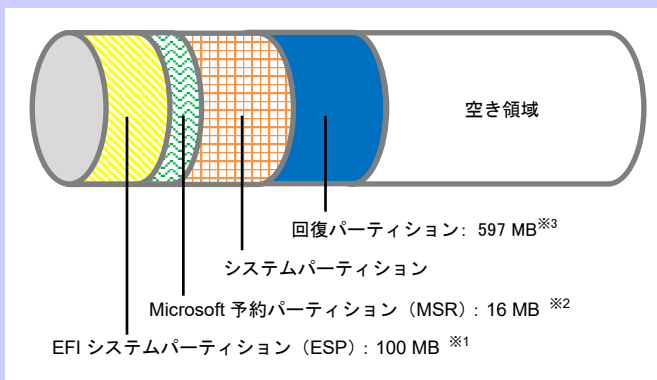 空き領域
回復パーティション: 597 MB※3
システムパーティション
Microsoft 予約パーティション（MSR）: 16 MB ※2
EFI システムパーティション（ESP）: 100 MB ※1